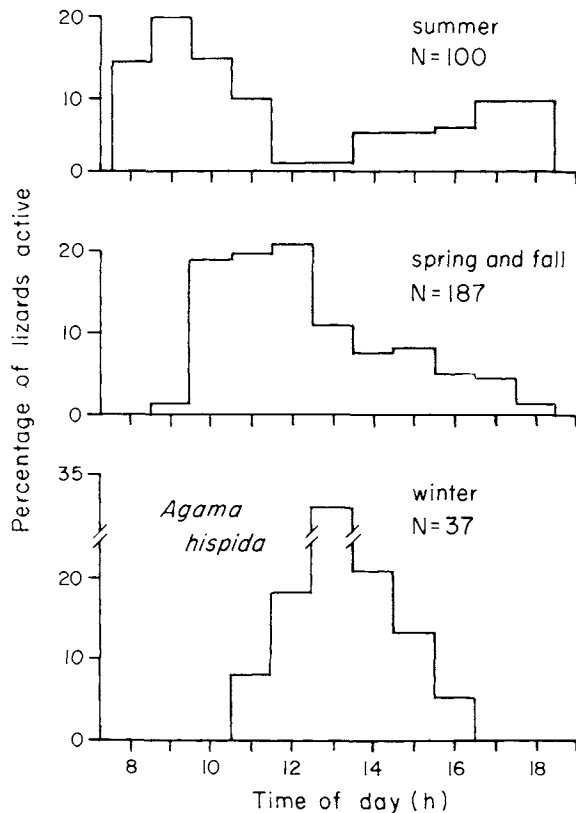 20
10
0
summer
N=100
Percentage of lizards active
20
10
0
spring and fall
N=187
35
20
10
0
Agama
hispida
winter
N=37
8 10 12 14 16 18
Time of day (h)